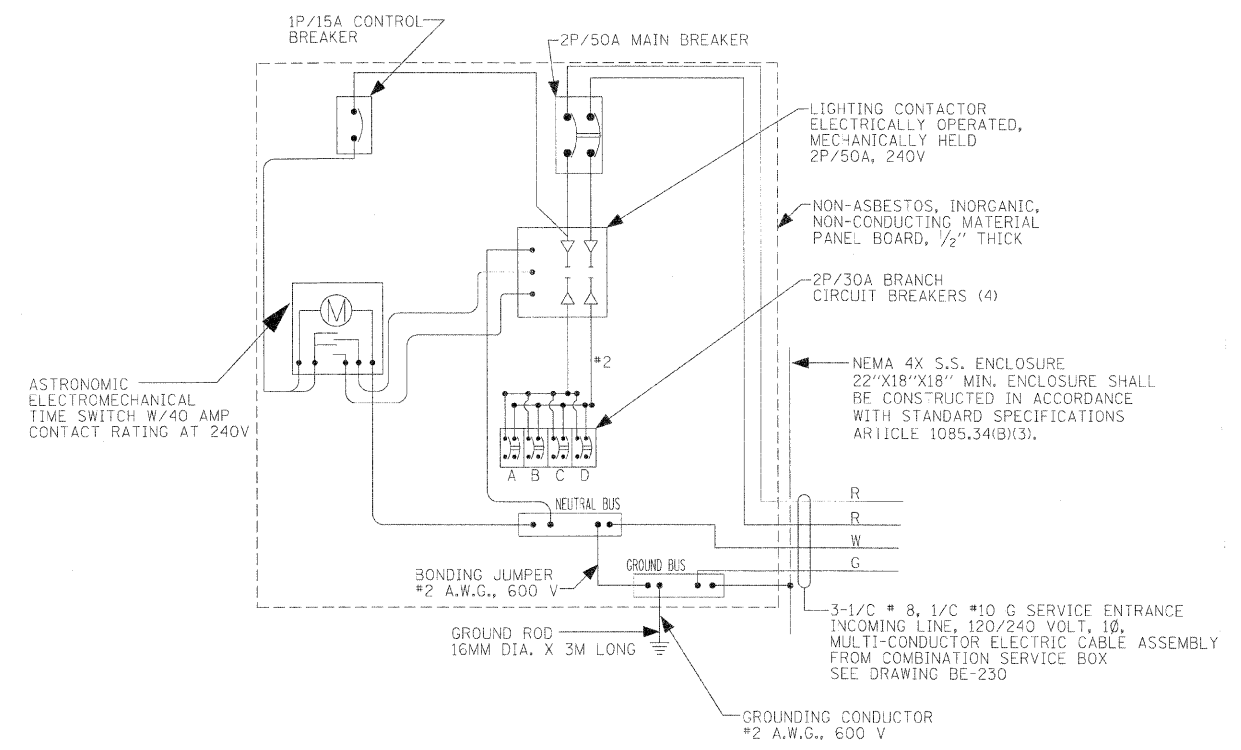 1P/15A CONTROL
BREAKER
2P/50A MAIN BREAKER
LIGHTING CONTACTOR
ELECTRICALLY OPERATED,
MECHANICALLY HELD
2P/50A, 240V
NON-ASBESTOS, INORGANIC,
NON-CONDUCTING MATERIAL
PANEL BOARD, 1/2" THICK
2P/30A BRANCH
CIRCUIT BREAKERS (4)
M
#2
NEMA 4X S.S. ENCLOSURE
22"X18"X18" MIN. ENCLOSURE SHALL
BE CONSTRUCTED IN ACCORDANCE
WITH STANDARD SPECIFICATIONS
ARTICLE 1085.34(B)(3).
ASTRONOMIC
ELECTROMECHANICAL
TIME SWITCH W/40 AMP
CONTACT RATING AT 240V
A B C D
NEUTRAL BUS
R
R
W
G
GROUND BUS
BONDING JUMPER
#2 A.W.G., 600 V
GROUND ROD
16MM DIA. X 3M LONG
3-1/C # 8, 1/C #10 G SERVICE ENTRANCE
INCOMING LINE, 120/240 VOLT, 1Ø,
MULTI-CONDUCTOR ELECTRIC CABLE ASSEMBLY
FROM COMBINATION SERVICE BOX
SEE DRAWING BE-230
GROUNDING CONDUCTOR
#2 A.W.G., 600 V